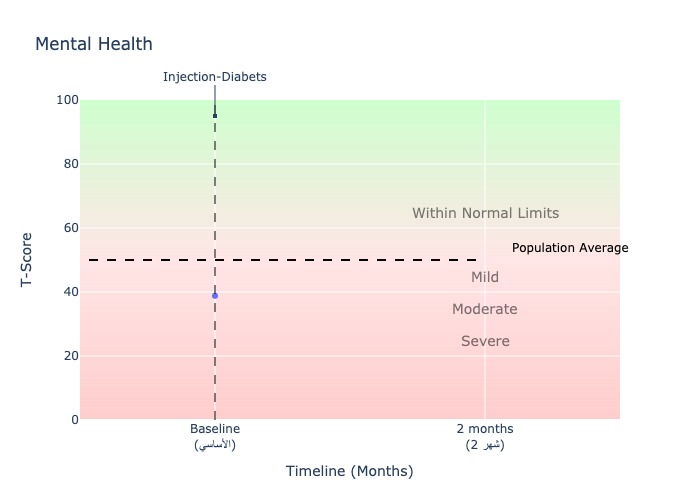 Mental Health
Injection-Diabets
100
80
Within Normal Limits
60
Population Average
T-Score
Mild
40
Moderate
Severe
20
0
Baseline
(الأساسي)
2 months
(2 شهر)
Timeline (Months)